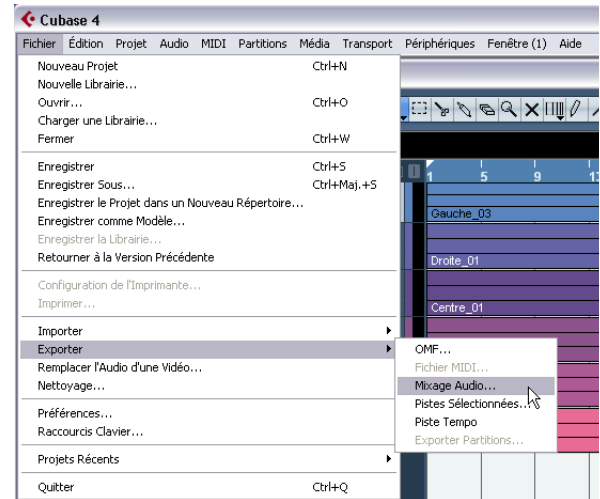 Cubase 4
Fichier Édition Projet Audio MIDI Partitions Média Transport Périphériques Fenêtre (1) Aide
Nouveau Projet Ctrl+N
Nouvelle Librairie...
Ouvrir... Ctrl+O
Charger une Librairie...
Fermer Ctrl+W
Enregistrer Ctrl+S
Enregistrer Sous... Ctrl+Maj.+S
Enregistrer le Projet dans un Nouveau Répertoire...
Enregistrer comme Modèle...
Enregistrer la Librairie...
Retourner à la Version Précédente
Configuration de l'Imprimante...
Imprimer...
Importer
Exporter
Remplacer l'Audio d'une Vidéo...
Nettoyage...
Préférences...
Raccourcis Clavier...
Projets Récents
Quitter Ctrl+Q
OMF...
Fichier MIDI...
Mixage Audio...
Pistes Sélectionnées...
Piste Tempo
Exporter Partitions...
1 5 9 13
Gauche_03
Droite_01
Centre_01